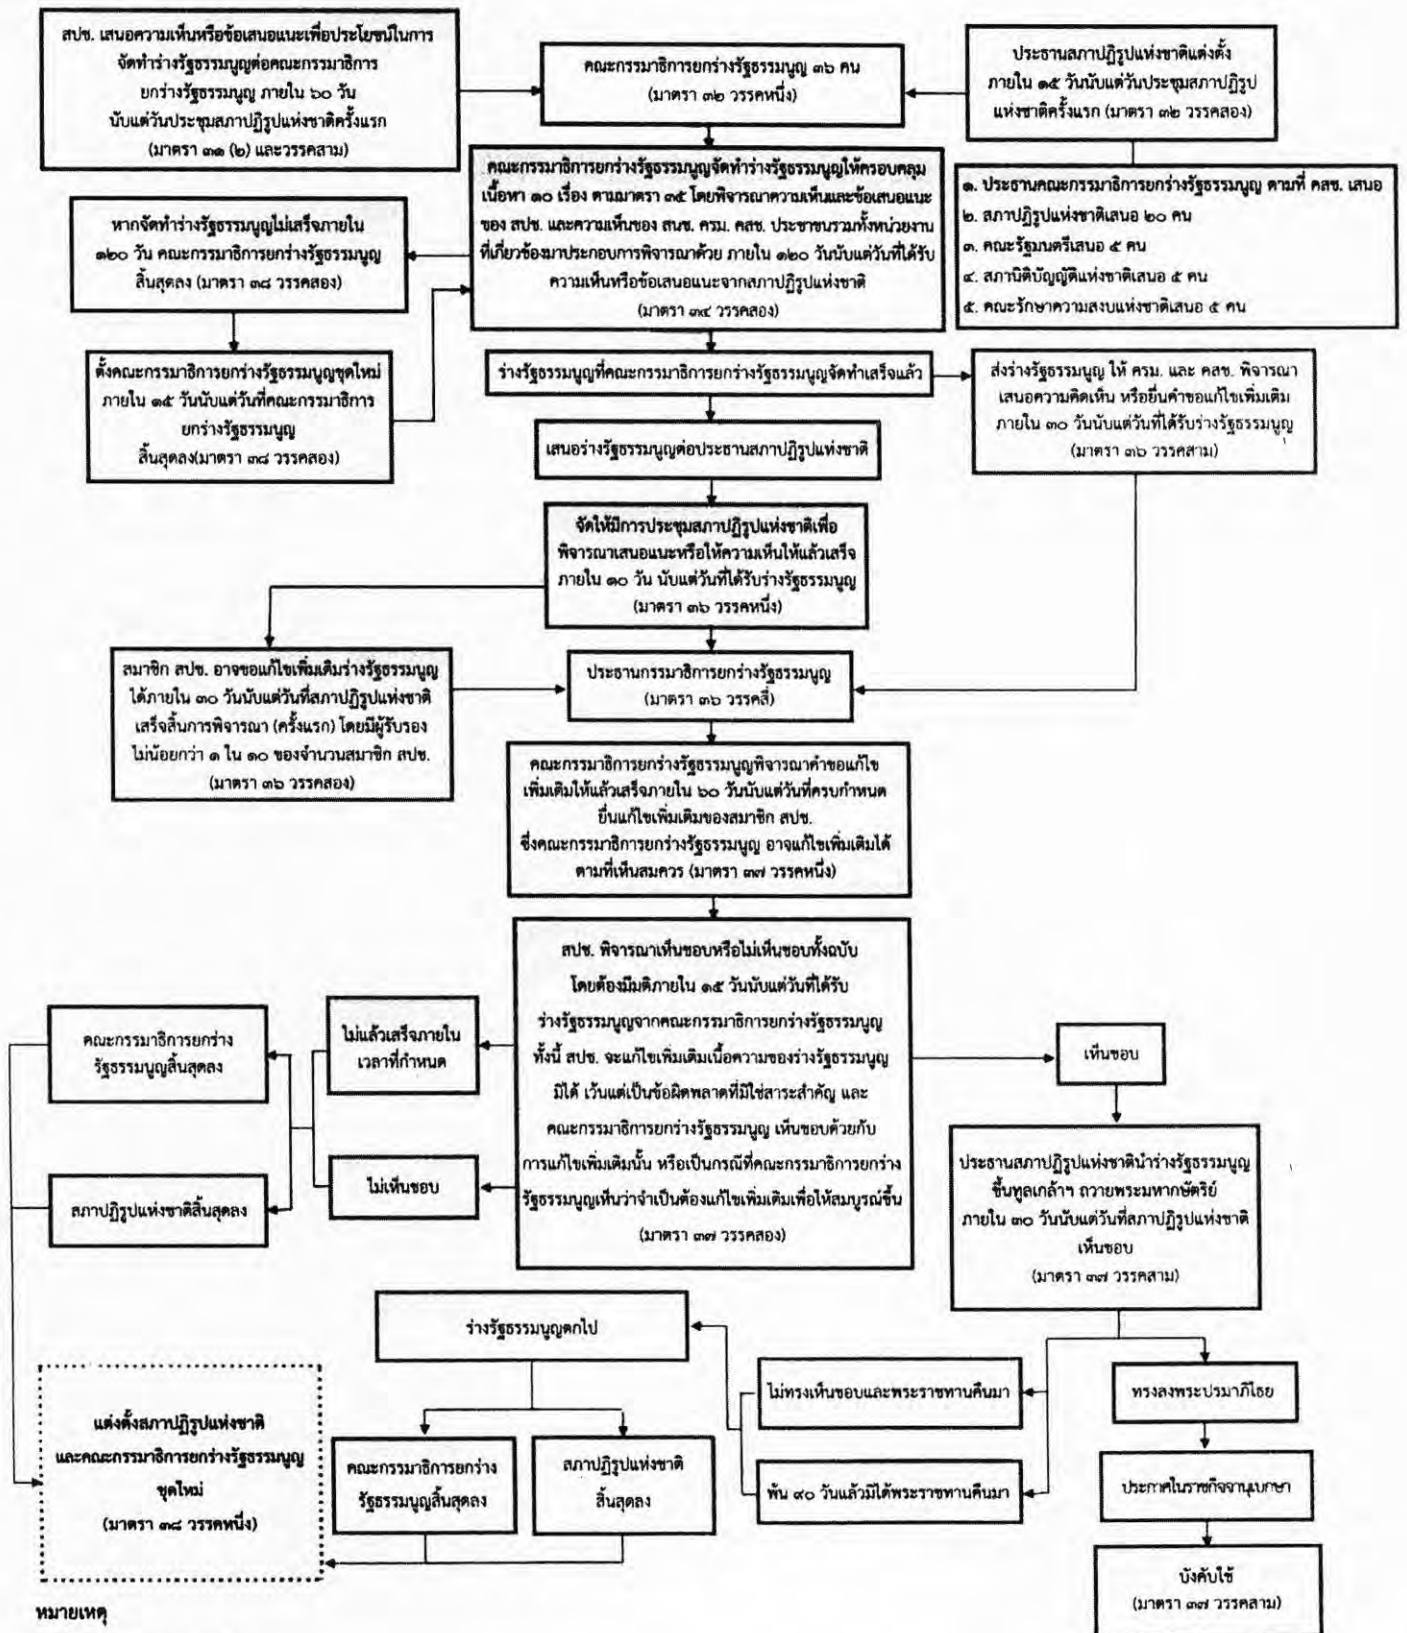 สปช. เสนอความเห็นหรือข้อเสนอแนะเพื่อประโยชน์ในการ
จัดทำร่างรัฐธรรมนูญต่อคณะกรรมาธิการ
ยกร่างรัฐธรรมนูญ ภายใน ๖๐ วัน
นับแต่วันประชุมสภาปฏิรูปแห่งชาติครั้งแรก
(มาตรา ๓๑ (๒) และวรรคสาม)
คณะกรรมาธิการยกร่างรัฐธรรมนูญ ๓๖ คน
(มาตรา ๓๒ วรรคหนึ่ง)
ประธานสภาปฏิรูปแห่งชาติแต่งตั้ง
ภายใน ๑๕ วันนับแต่วันประชุมสภาปฏิรูป
แห่งชาติครั้งแรก (มาตรา ๓๒ วรรคสอง)
คณะกรรมาธิการยกร่างรัฐธรรมนูญจัดทำร่างรัฐธรรมนูญให้ครอบคลุม
เนื้อหา ๑๐ เรื่อง ตามมาตรา ๓๕ โดยพิจารณาความเห็นและข้อเสนอแนะ
ของ สปช. และความเห็นของ สนช. ครม. คสช. ประชาชนรวมทั้งหน่วยงาน
ที่เกี่ยวข้องมาประกอบการพิจารณาด้วย ภายใน ๑๒๐ วันนับแต่วันที่ได้รับ
ความเห็นหรือข้อเสนอแนะจากสภาปฏิรูปแห่งชาติ
(มาตรา ๓๔ วรรคสอง)
๑. ประธานคณะกรรมาธิการยกร่างรัฐธรรมนูญ ตามที่ คสช. เสนอ
๒. สภาปฏิรูปแห่งชาติเสนอ ๒๐ คน
๓. คณะรัฐมนตรีเสนอ ๕ คน
๔. สภานิติบัญญัติแห่งชาติเสนอ ๕ คน
๕. คณะรักษาความสงบแห่งชาติเสนอ ๕ คน
หากจัดทำร่างรัฐธรรมนูญไม่เสร็จภายใน
๑๒๐ วัน คณะกรรมาธิการยกร่างรัฐธรรมนูญ
สิ้นสุดลง (มาตรา ๓๘ วรรคสอง)
ตั้งคณะกรรมาธิการยกร่างรัฐธรรมนูญชุดใหม่
ภายใน ๑๕ วันนับแต่วันที่คณะกรรมาธิการ
ยกร่างรัฐธรรมนูญ
สิ้นสุดลง(มาตรา ๓๘ วรรคสอง)
ร่างรัฐธรรมนูญที่คณะกรรมาธิการยกร่างรัฐธรรมนูญจัดทำเสร็จแล้ว
ส่งร่างรัฐธรรมนูญ ให้ ครม. และ คสช. พิจารณา
เสนอความคิดเห็น หรือยื่นคำขอแก้ไขเพิ่มเติม
ภายใน ๓๐ วันนับแต่วันที่ได้รับร่างรัฐธรรมนูญ
(มาตรา ๓๖ วรรคสาม)
เสนอร่างรัฐธรรมนูญต่อประธานสภาปฏิรูปแห่งชาติ
จัดให้มีการประชุมสภาปฏิรูปแห่งชาติเพื่อ
พิจารณาเสนอแนะหรือให้ความเห็นให้แล้วเสร็จ
ภายใน ๑๐ วัน นับแต่วันที่ได้รับร่างรัฐธรรมนูญ
(มาตรา ๓๖ วรรคหนึ่ง)
สมาชิก สปช. อาจขอแก้ไขเพิ่มเติมร่างรัฐธรรมนูญ
ได้ภายใน ๓๐ วันนับแต่วันที่สภาปฏิรูปแห่งชาติ
เสร็จสิ้นการพิจารณา (ครั้งแรก) โดยมีผู้รับรอง
ไม่น้อยกว่า ๑ ใน ๑๐ ของจำนวนสมาชิก สปช.
(มาตรา ๓๖ วรรคสอง)
ประธานกรรมาธิการยกร่างรัฐธรรมนูญ
(มาตรา ๓๖ วรรคสี่)
คณะกรรมาธิการยกร่างรัฐธรรมนูญพิจารณาคำขอแก้ไข
เพิ่มเติมให้แล้วเสร็จภายใน ๖๐ วันนับแต่วันที่ครบกำหนด
ยื่นแก้ไขเพิ่มเติมของสมาชิก สปช.
ซึ่งคณะกรรมาธิการยกร่างรัฐธรรมนูญ อาจแก้ไขเพิ่มเติมได้
ตามที่เห็นสมควร (มาตรา ๓๗ วรรคหนึ่ง)
สปช. พิจารณาเห็นชอบหรือไม่เห็นชอบทั้งฉบับ
โดยต้องมีมติภายใน ๑๕ วันนับแต่วันที่ได้รับ
ร่างรัฐธรรมนูญจากคณะกรรมาธิการยกร่างรัฐธรรมนูญ
ทั้งนี้ สปช. จะแก้ไขเพิ่มเติมเนื้อความของร่างรัฐธรรมนูญ
มิได้ เว้นแต่เป็นข้อผิดพลาดที่มิใช่สาระสำคัญ และ
คณะกรรมาธิการยกร่างรัฐธรรมนูญ เห็นชอบด้วยกับ
การแก้ไขเพิ่มเติมนั้น หรือเป็นกรณีที่คณะกรรมาธิการยกร่าง
รัฐธรรมนูญเห็นว่าจำเป็นต้องแก้ไขเพิ่มเติมเพื่อให้สมบูรณ์ขึ้น
(มาตรา ๓๗ วรรคสอง)
ไม่แล้วเสร็จภายใน
เวลาที่กำหนด
ไม่เห็นชอบ
คณะกรรมาธิการยกร่าง
รัฐธรรมนูญสิ้นสุดลง
สภาปฏิรูปแห่งชาติสิ้นสุดลง
เห็นชอบ
ประธานสภาปฏิรูปแห่งชาตินำร่างรัฐธรรมนูญ
ขึ้นทูลเกล้าฯ ถวายพระมหากษัตริย์
ภายใน ๓๐ วันนับแต่วันที่สภาปฏิรูปแห่งชาติ
เห็นชอบ
(มาตรา ๓๗ วรรคสาม)
ร่างรัฐธรรมนูญตกไป
ไม่ทรงเห็นชอบและพระราชทานคืนมา
ทรงลงพระปรมาภิไธย
แต่งตั้งสภาปฏิรูปแห่งชาติ
และคณะกรรมาธิการยกร่างรัฐธรรมนูญ
ชุดใหม่
(มาตรา ๓๘ วรรคหนึ่ง)
คณะกรรมาธิการยกร่าง
รัฐธรรมนูญสิ้นสุดลง
สภาปฏิรูปแห่งชาติ
สิ้นสุดลง
พ้น ๙๐ วันแล้วมิได้พระราชทานคืนมา
ประกาศในราชกิจจานุเบกษา
บังคับใช้
(มาตรา ๓๗ วรรคสาม)
หมายเหตุ